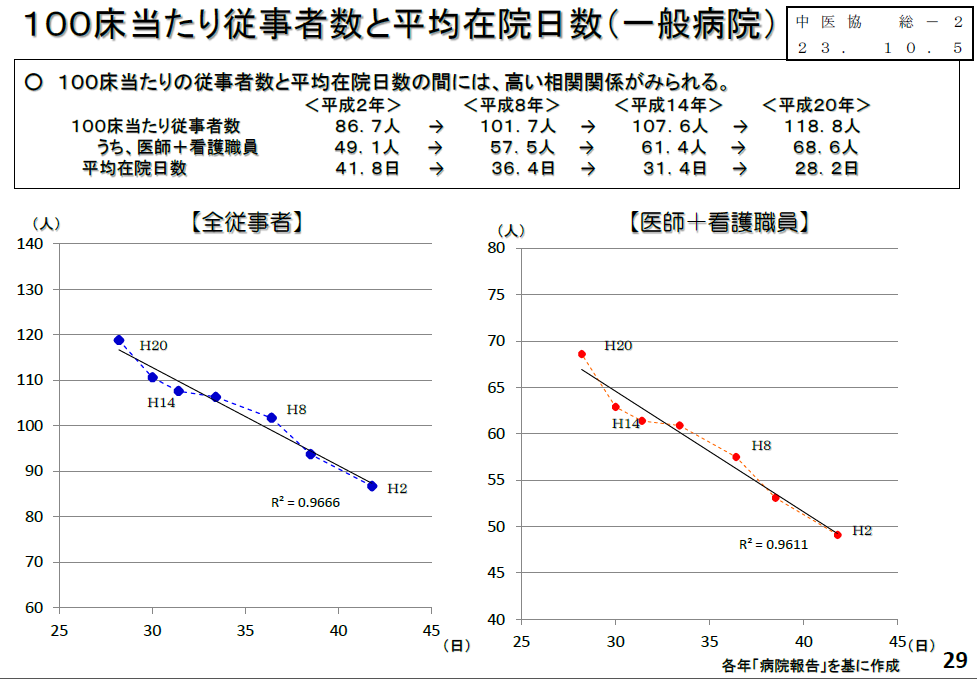 100床当たり従事者数と平均在院日数(一般病院)
中医協 総－2
23. 10. 5
○ 100床当たりの従事者数と平均在院日数の間には、高い相関関係がみられる。
＜平成2年＞ ＜平成8年＞ ＜平成14年＞ ＜平成20年＞
100床当たり従事者数 86.7人 → 101.7人 → 107.6人 → 118.8人
うち、医師＋看護職員 49.1人 → 57.5人 → 61.4人 → 68.6人
平均在院日数 41.8日 → 36.4日 → 31.4日 → 28.2日
【全従事者】
(人)
140
130
120
110
100
90
80
70
60
H20
H14
H8
H2
R² = 0.9666
25 30 35 40 45
(日)
【医師＋看護職員】
(人)
80
75
70
65
60
55
50
45
40
H20
H14
H8
H2
R² = 0.9611
25 30 35 40 45
(日)
各年「病院報告」を基に作成
29